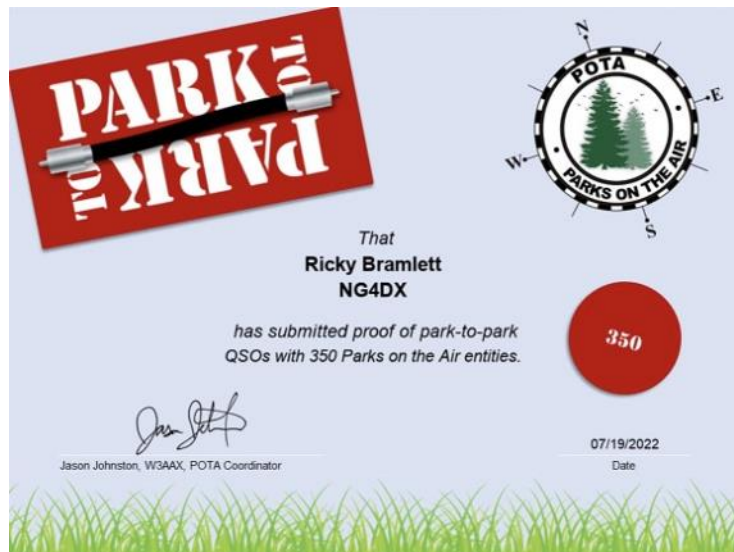 PARK
TO
PARK
TO
N
E
S
W
POTA
PARKS ON THE AIR
That
Ricky Bramlett
NG4DX
has submitted proof of park-to-park
QSOs with 350 Parks on the Air entities.
350
Jason Johnston, W3AAX, POTA Coordinator
07/19/2022
Date